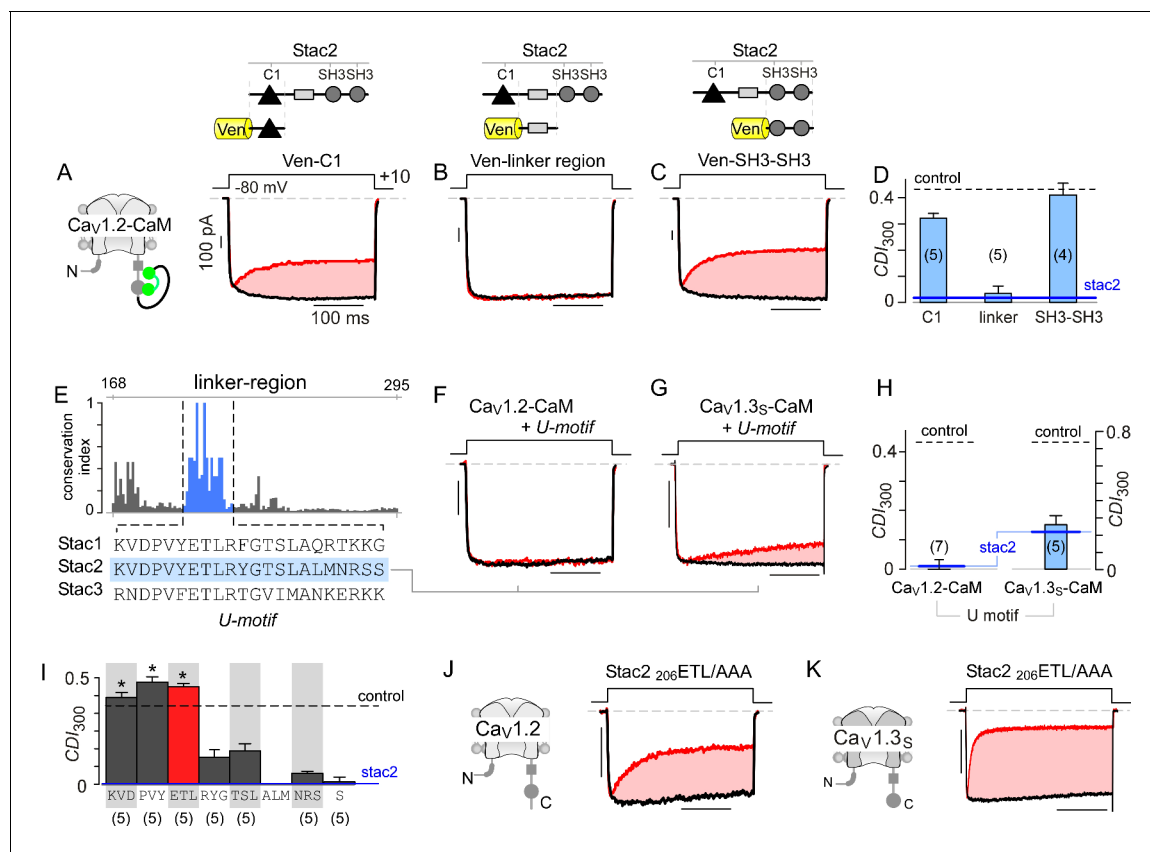 Stac2
C1
SH3SH3
Ven
Stac2
C1
SH3SH3
Ven
Stac2
C1
SH3SH3
Ven
A
CaV1.2-CaM
N
Ven-C1
-80 mV
+10
100 pA
100 ms
B
Ven-linker region
C
Ven-SH3-SH3
D
control
0.4
CDI300
0
(5)
(5)
(4)
stac2
C1
linker
SH3-SH3
E
168
linker-region
295
1
conservation
index
0
Stac1
KVDPVYETLRFGTSLAQRTKKG
Stac2
KVDPVYETLRYGTSLALMNRSS
Stac3
RNDPVFETLRTGVIMANKERKK
U-motif
F
CaV1.2-CaM
+ U-motif
G
CaV1.3S-CaM
+ U-motif
H
control
control
0.8
0.4
CDI300
CDI300
(7)
stac2
(5)
0
0
CaV1.2-CaM
CaV1.3S-CaM
U motif
I
0.5
CDI300
0
*
*
*
control
stac2
KVD PVY ETL RYG TSL ALM NRS S
(5) (5) (5) (5) (5) (5) (5)
J
CaV1.2
N
C
Stac2 206ETL/AAA
K
CaV1.3S
N
C
Stac2 206ETL/AAA